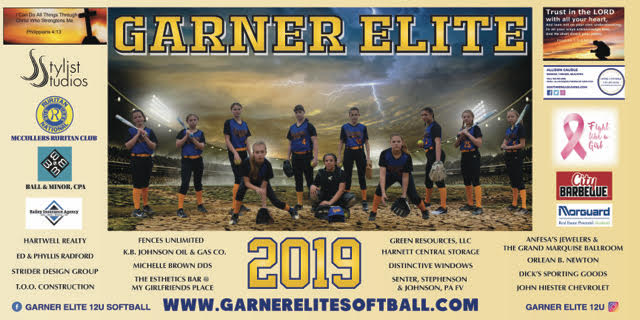 I Can Do All Things Through
Christ Who Strengtens Me
Philippians 4:13
GARNER ELITE
Trust in the LORD
with all your heart,
Stylist
Studios
RURITAN
NATIONAL
MCCULLERS RURITAN CLUB
BALL & MINOR, CPA
Bailey Insurance Agency
Fight
like a
Girl
City
BARBEQUE
Norguard
HARTWELL REALTY
ED & PHYLLIS RADFORD
STRIDER DESIGN GROUP
T.O.O. CONSTRUCTION
FENCES UNLIMITED
K.B. JOHNSON OIL & GAS CO.
MICHELLE BROWN DDS
THE ESTHETICS BAR @
MY GIRLFRIENDS PLACE
2019
GREEN RESOURCES, LLC
HARNETT CENTRAL STORAGE
DISTINCTIVE WINDOWS
SENTER, STEPHENSON
& JOHNSON, PA FV
ANFESA'S JEWELERS &
THE GRAND MARQUISE BALLROOM
ORLEAN B. NEWTON
DICK'S SPORTING GOODS
JOHN HIESTER CHEVROLET
GARNER ELITE 12U SOFTBALL
WWW.GARNERELITESOFTBALL.COM
GARNER ELITE 12U